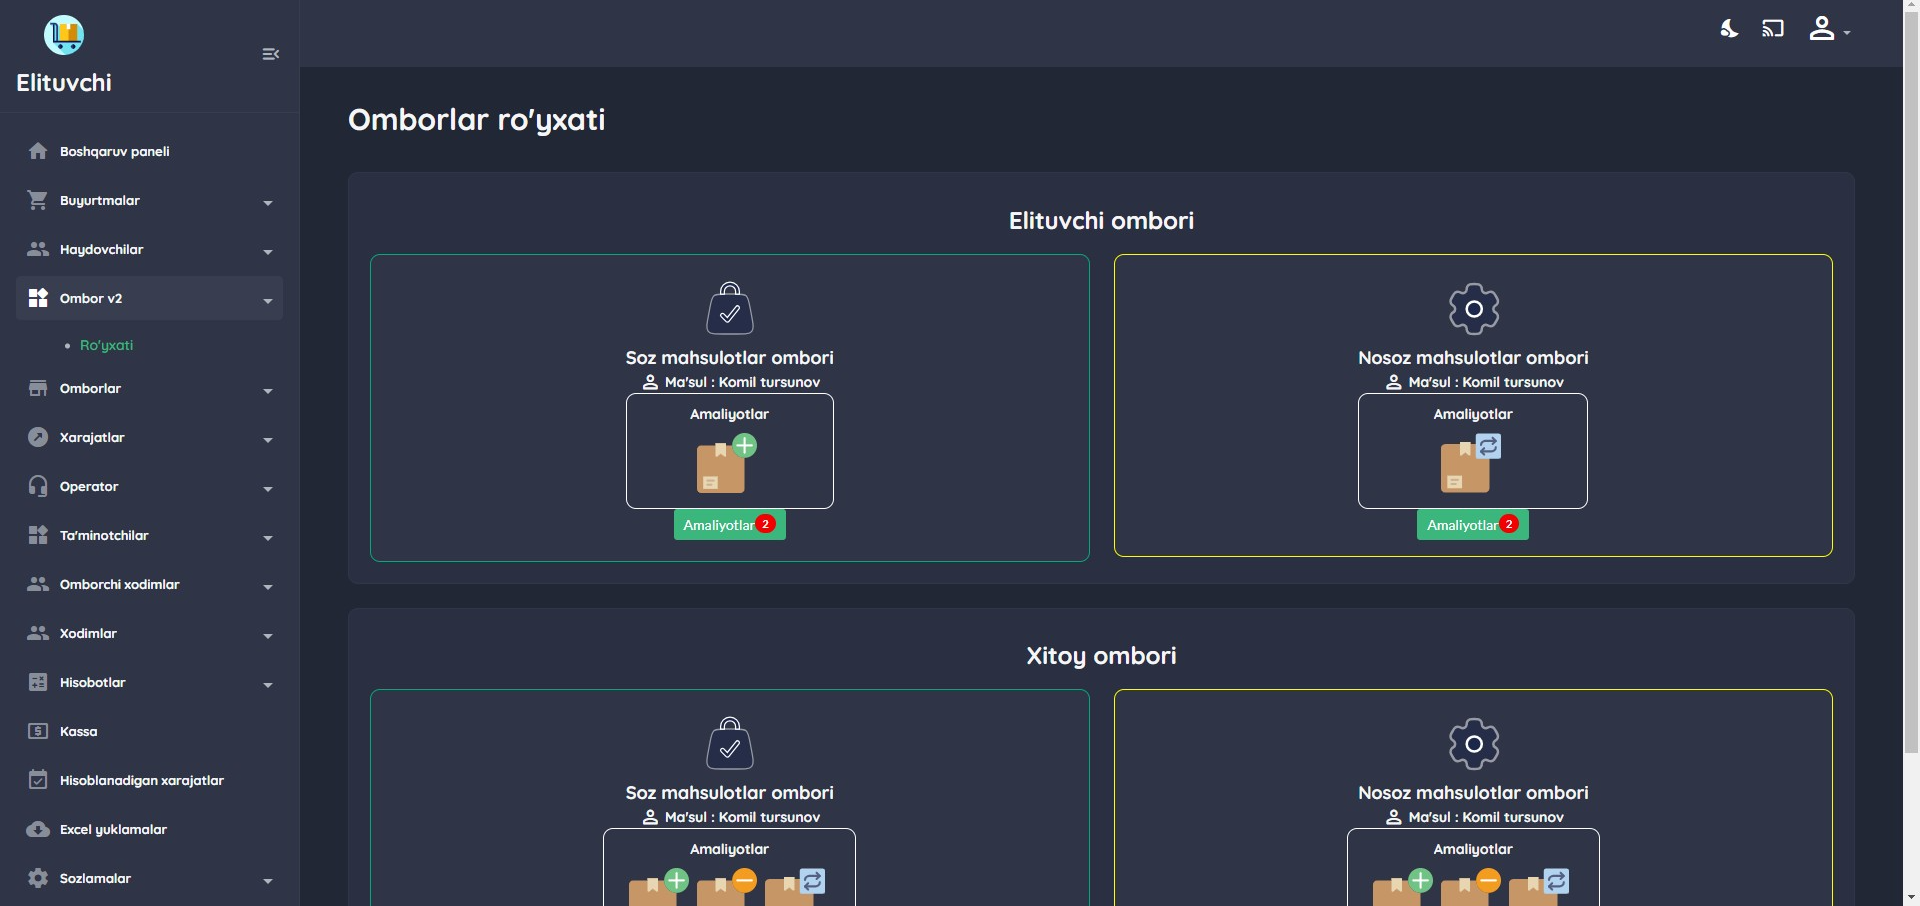 Elituvchi
Boshqaruv paneli
Buyurtmalar
Haydovchilar
Ombor v2
Ro'yxati
Omborlar
Xarajatlar
Operator
Ta'minotchilar
Omborchi xodimlar
Xodimlar
Hisobotlar
Kassa
Hisoblanadigan xarajatlar
Excel yuklamalar
Sozlamalar
Omborlar ro'yxati
Elituvchi ombori
Soz mahsulotlar ombori
Ma'sul : Komil tursunov
Amaliyotlar
Amaliyotlar 2
Nosoz mahsulotlar ombori
Ma'sul : Komil tursunov
Amaliyotlar
Amaliyotlar 2
Xitoy ombori
Soz mahsulotlar ombori
Ma'sul : Komil tursunov
Amaliyotlar
Nosoz mahsulotlar ombori
Ma'sul : Komil tursunov
Amaliyotlar